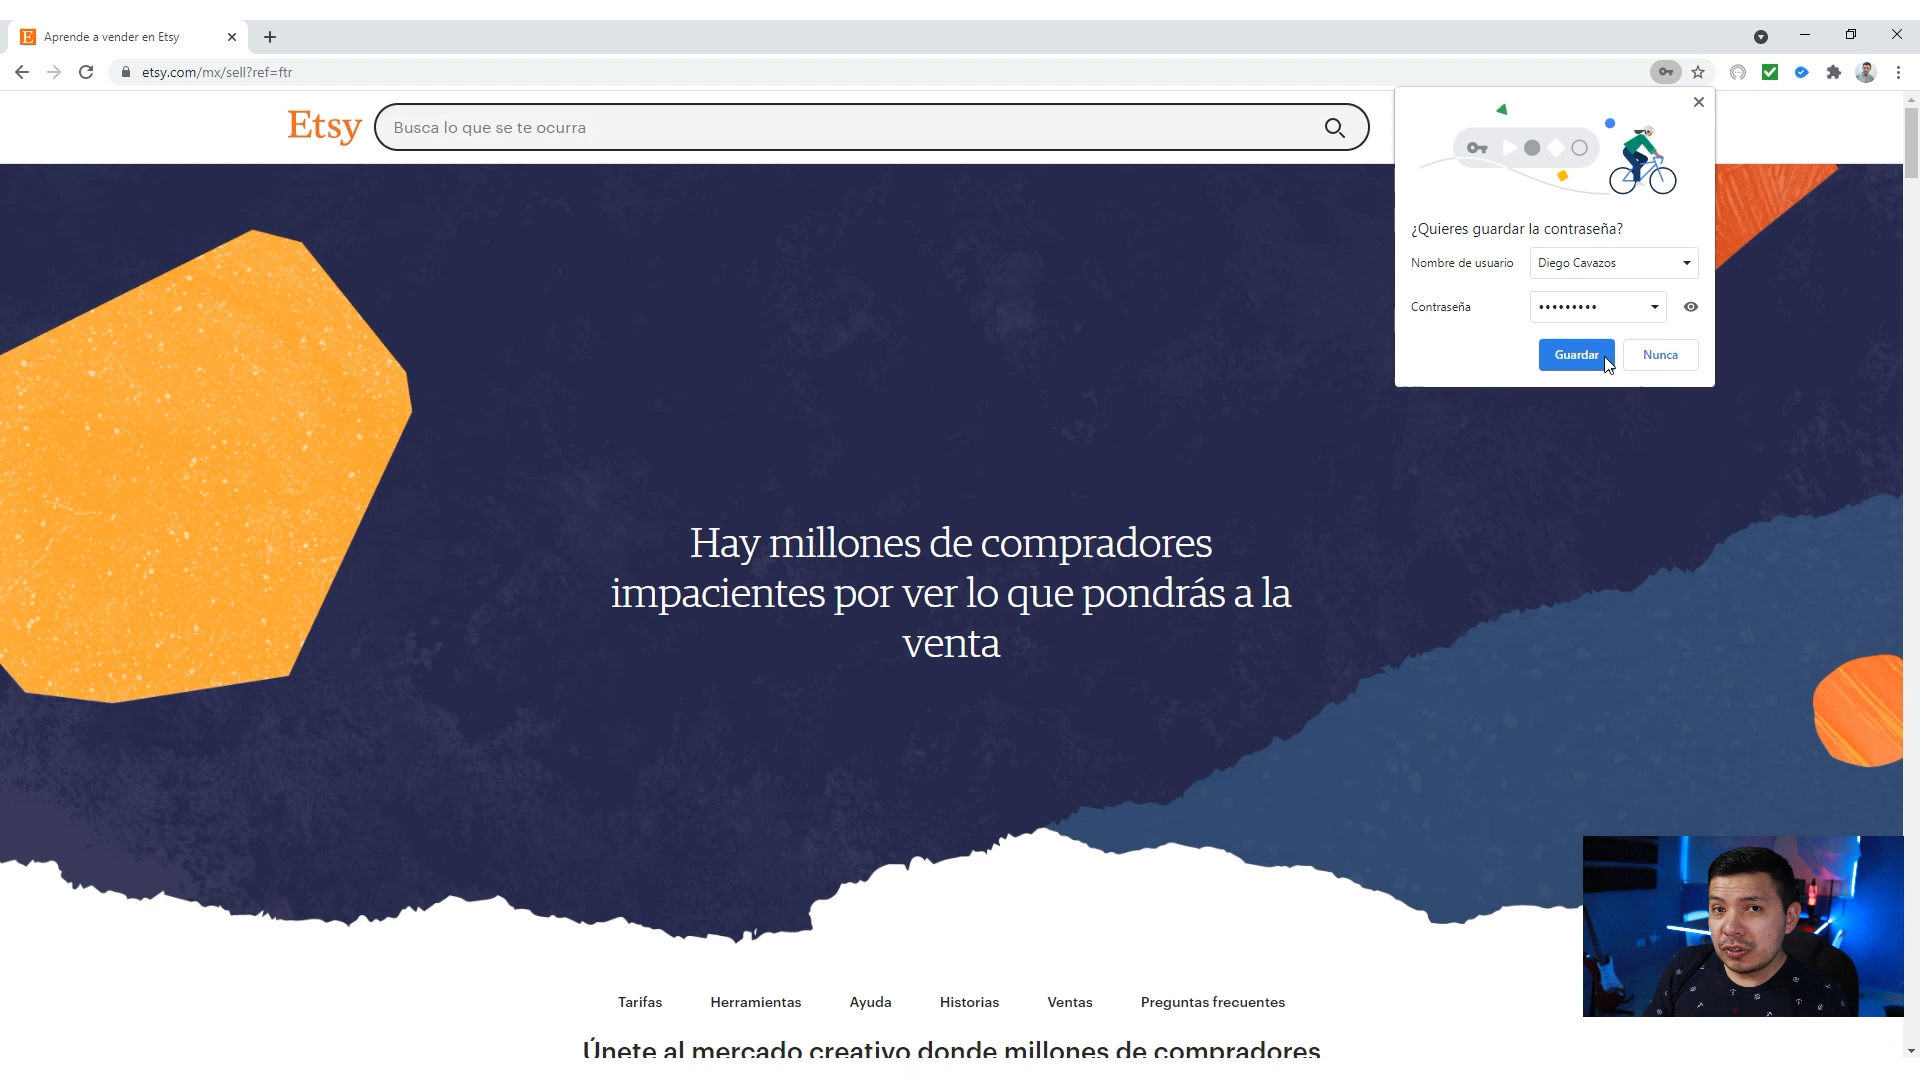 Aprende a vender en Etsy
etsy.com/mx/sell?ref=ftr
Etsy
Busca lo que se te ocurra
¿Quieres guardar la contraseña?
Nombre de usuario
Diego Cavazos
Contraseña
•••••••••
Guardar
Nunca
Hay millones de compradores
impacientes por ver lo que pondrás a la
venta
Tarifas
Herramientas
Ayuda
Historias
Ventas
Preguntas frecuentes
Únete al mercado creativo donde millones de compradores